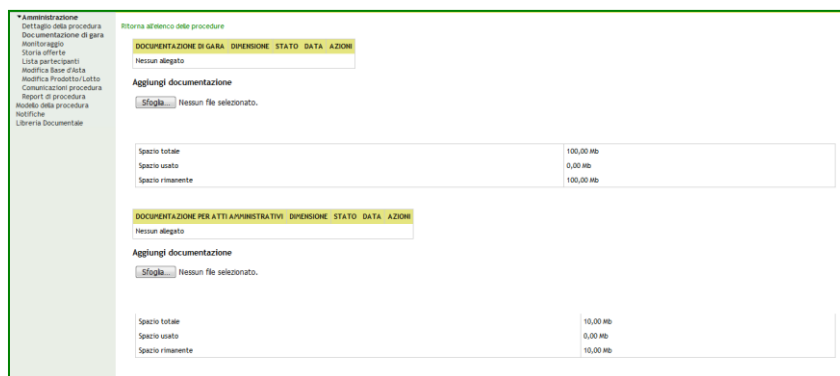 ▼Amministrazione
Dettaglio della procedura
Documentazione di gara
Monitoraggio
Storia offerte
Lista partecipanti
Modifica Base d'Asta
Modifica Prodotto/Lotto
Comunicazioni procedura
Report di procedura
Modello della procedura
Notifiche
Libreria Documentale
Ritorna all'elenco delle procedure
DOCUMENTAZIONE DI GARA DIMENSIONE STATO DATA AZIONI
Nessun allegato
Aggiungi documentazione
Sfoglia... Nessun file selezionato.
Spazio totale 100,00 Mb
Spazio usato 0,00 Mb
Spazio rimanente 100,00 Mb
DOCUMENTAZIONE PER ATTI AMMINISTRATIVI DIMENSIONE STATO DATA AZIONI
Nessun allegato
Aggiungi documentazione
Sfoglia... Nessun file selezionato.
Spazio totale 10,00 Mb
Spazio usato 0,00 Mb
Spazio rimanente 10,00 Mb